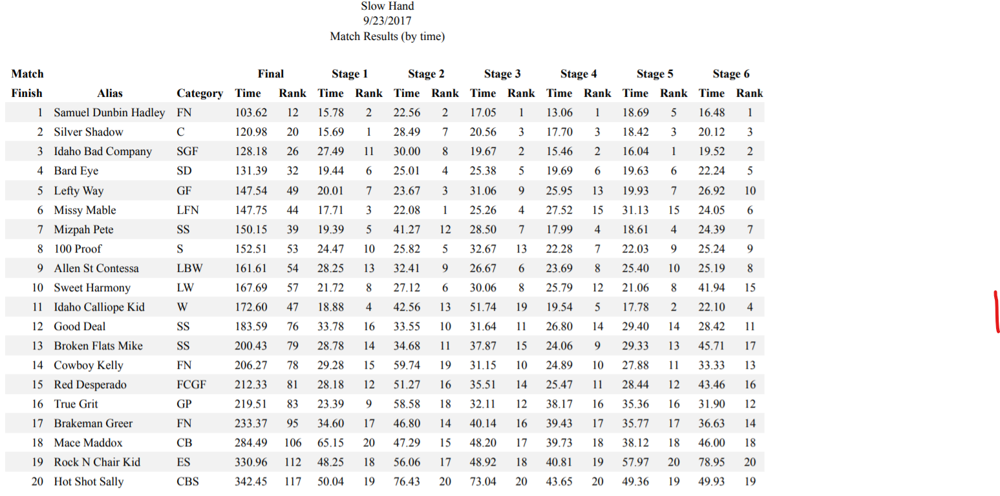 Slow Hand
9/23/2017
Match Results (by time)
Match Final Stage 1 Stage 2 Stage 3 Stage 4 Stage 5 Stage 6
Finish Alias Category Time Rank Time Rank Time Rank Time Rank Time Rank Time Rank Time Rank
1 Samuel Dunbin Hadley FN 103.62 12 15.78 2 22.56 2 17.05 1 13.06 1 18.69 5 16.48 1
2 Silver Shadow C 120.98 20 15.69 1 28.49 7 20.56 3 17.70 3 18.42 3 20.12 3
3 Idaho Bad Company SGF 128.18 26 27.49 11 30.00 8 19.67 2 15.46 2 16.04 1 19.52 2
4 Bard Eye SD 131.39 32 19.44 6 25.01 4 25.38 5 19.69 6 19.63 6 22.24 5
5 Lefty Way GF 147.54 49 20.01 7 23.67 3 31.06 9 25.95 13 19.93 7 26.92 10
6 Missy Mable LFN 147.75 44 17.71 3 22.08 1 25.26 4 27.52 15 31.13 15 24.05 6
7 Mizpah Pete SS 150.15 39 19.39 5 41.27 12 28.50 7 17.99 4 18.61 4 24.39 7
8 100 Proof S 152.51 53 24.47 10 25.82 5 32.67 13 22.28 7 22.03 9 25.24 9
9 Allen St Contessa LBW 161.61 54 28.25 13 32.41 9 26.67 6 23.69 8 25.40 10 25.19 8
10 Sweet Harmony LW 167.69 57 21.72 8 27.12 6 30.06 8 25.79 12 21.06 8 41.94 15
11 Idaho Calliope Kid W 172.60 47 18.88 4 42.56 13 51.74 19 19.54 5 17.78 2 22.10 4
12 Good Deal SS 183.59 76 33.78 16 33.55 10 31.64 11 26.80 14 29.40 14 28.42 11
13 Broken Flats Mike SS 200.43 79 28.78 14 34.68 11 37.87 15 24.06 9 29.33 13 45.71 17
14 Cowboy Kelly FN 206.27 78 29.28 15 59.74 19 31.15 10 24.89 10 27.88 11 33.33 13
15 Red Desperado FCGF 212.33 81 28.18 12 51.27 16 35.51 14 25.47 11 28.44 12 43.46 16
16 True Grit GP 219.51 83 23.39 9 58.58 18 32.11 12 38.17 16 35.36 16 31.90 12
17 Brakeman Greer FN 233.37 95 34.60 17 46.80 14 40.14 16 39.43 17 35.77 17 36.63 14
18 Mace Maddox CB 284.49 106 65.15 20 47.29 15 48.20 17 39.73 18 38.12 18 46.00 18
19 Rock N Chair Kid ES 330.96 112 48.25 18 56.06 17 48.92 18 40.81 19 57.97 20 78.95 20
20 Hot Shot Sally CBS 342.45 117 50.04 19 76.43 20 73.04 20 43.65 20 49.36 19 49.93 19